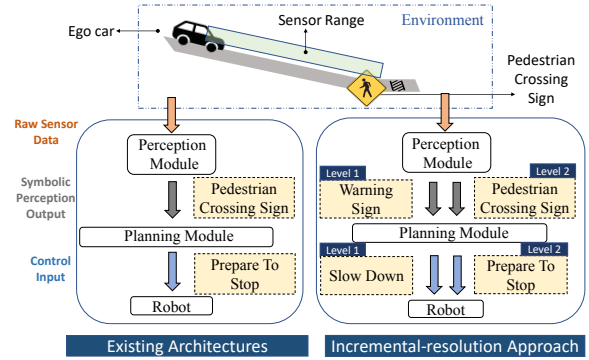 Environment
Sensor Range
Ego car
Pedestrian
Crossing
Sign
Raw Sensor
Data
Symbolic
Perception
Output
Control
Input
Perception
Module
Pedestrian
Crossing Sign
Planning Module
Prepare To
Stop
Robot
Existing Architectures
Perception
Module
Level 1
Warning
Sign
Level 2
Pedestrian
Crossing Sign
Planning Module
Level 1
Slow Down
Level 2
Prepare To
Stop
Robot
Incremental-resolution Approach